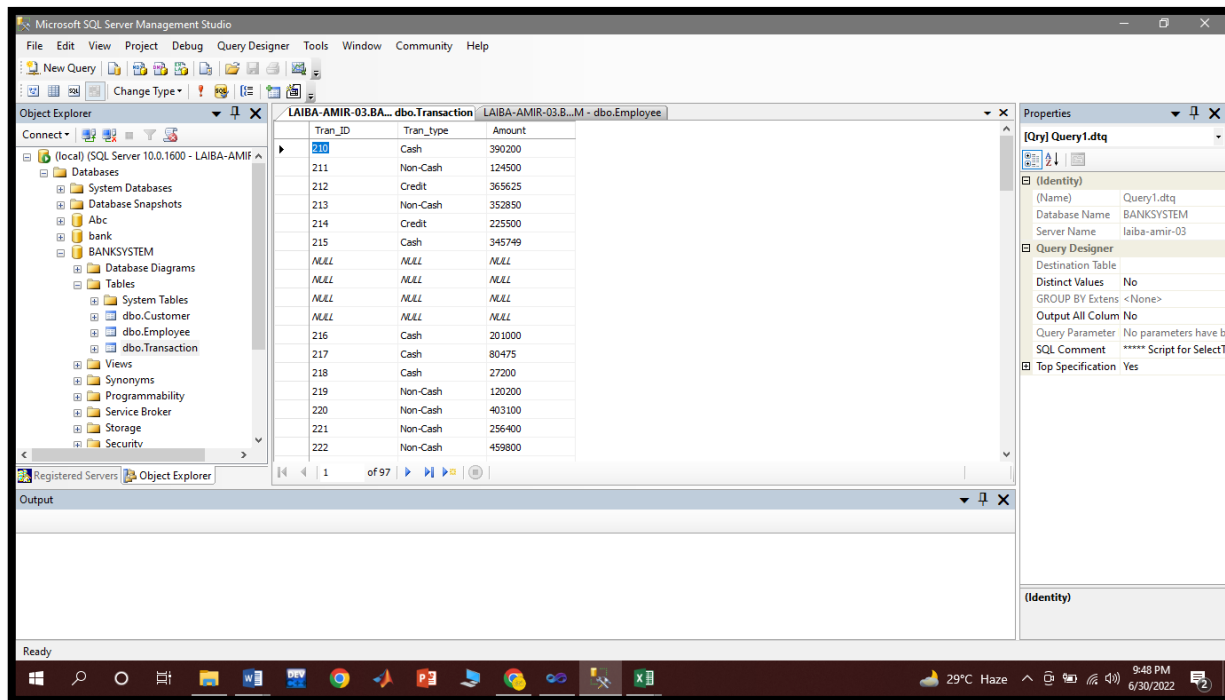 Microsoft SQL Server Management Studio
File Edit View Project Debug Query Designer Tools Window Community Help
New Query
Change Type
Object Explorer
Connect
(local) (SQL Server 10.0.1600 - LAIBA-AMIF
Databases
System Databases
Database Snapshots
Abc
bank
BANKSYSTEM
Database Diagrams
Tables
System Tables
dbo.Customer
dbo.Employee
dbo.Transaction
Views
Synonyms
Programmability
Service Broker
Storage
Security
Registered Servers Object Explorer
LAIBA-AMIR-03.BA... dbo.Transaction LAIBA-AMIR-03.B...M - dbo.Employee
Tran_ID Tran_type Amount
210 Cash 390200
211 Non-Cash 124500
212 Credit 365625
213 Non-Cash 352850
214 Credit 225500
215 Cash 345749
NULL NULL NULL
NULL NULL NULL
NULL NULL NULL
NULL NULL NULL
216 Cash 201000
217 Cash 80475
218 Cash 27200
219 Non-Cash 120200
220 Non-Cash 403100
221 Non-Cash 256400
222 Non-Cash 459800
1 of 97
Properties
[Qry] Query1.dtq
(Identity)
(Name) Query1.dtq
Database Name BANKSYSTEM
Server Name laiba-amir-03
Query Designer
Destination Table
Distinct Values No
GROUP BY Extens <None>
Output All Colum No
Query Parameter No parameters have b
SQL Comment ***** Script for SelectT
Top Specification Yes
(Identity)
Output
Ready
29°C Haze
9:48 PM
6/30/2022